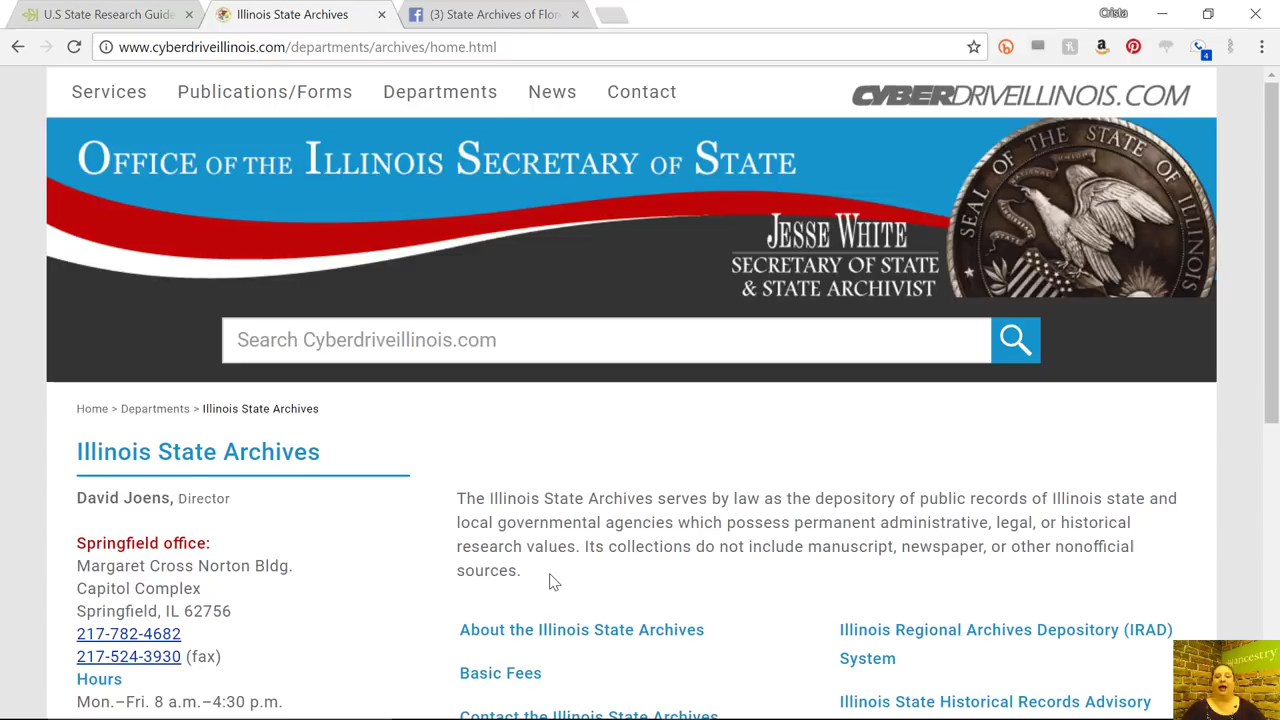 U.S State Research Guide
Illinois State Archives
(3) State Archives of Flor
Crista
www.cyberdriveillinois.com/departments/archives/home.html
4
Services Publications/Forms Departments News Contact
CYBERDRIVEILLINOIS.COM
OFFICE OF THE ILLINOIS SECRETARY OF STATE
SEAL OF THE STATE OF ILLINOIS
JESSE WHITE
SECRETARY OF STATE
& STATE ARCHIVIST
Search Cyberdriveillinois.com
Home > Departments > Illinois State Archives
Illinois State Archives
David Joens, Director
Springfield office:
Margaret Cross Norton Bldg.
Capitol Complex
Springfield, IL 62756
217-782-4682
217-524-3930 (fax)
Hours
Mon.–Fri. 8 a.m.–4:30 p.m.
The Illinois State Archives serves by law as the depository of public records of Illinois state and
local governmental agencies which possess permanent administrative, legal, or historical
research values. Its collections do not include manuscript, newspaper, or other nonofficial
sources.
About the Illinois State Archives
Basic Fees
Contact the Illinois State Archives
Illinois Regional Archives Depository (IRAD)
System
Illinois State Historical Records Advisory
ancestry